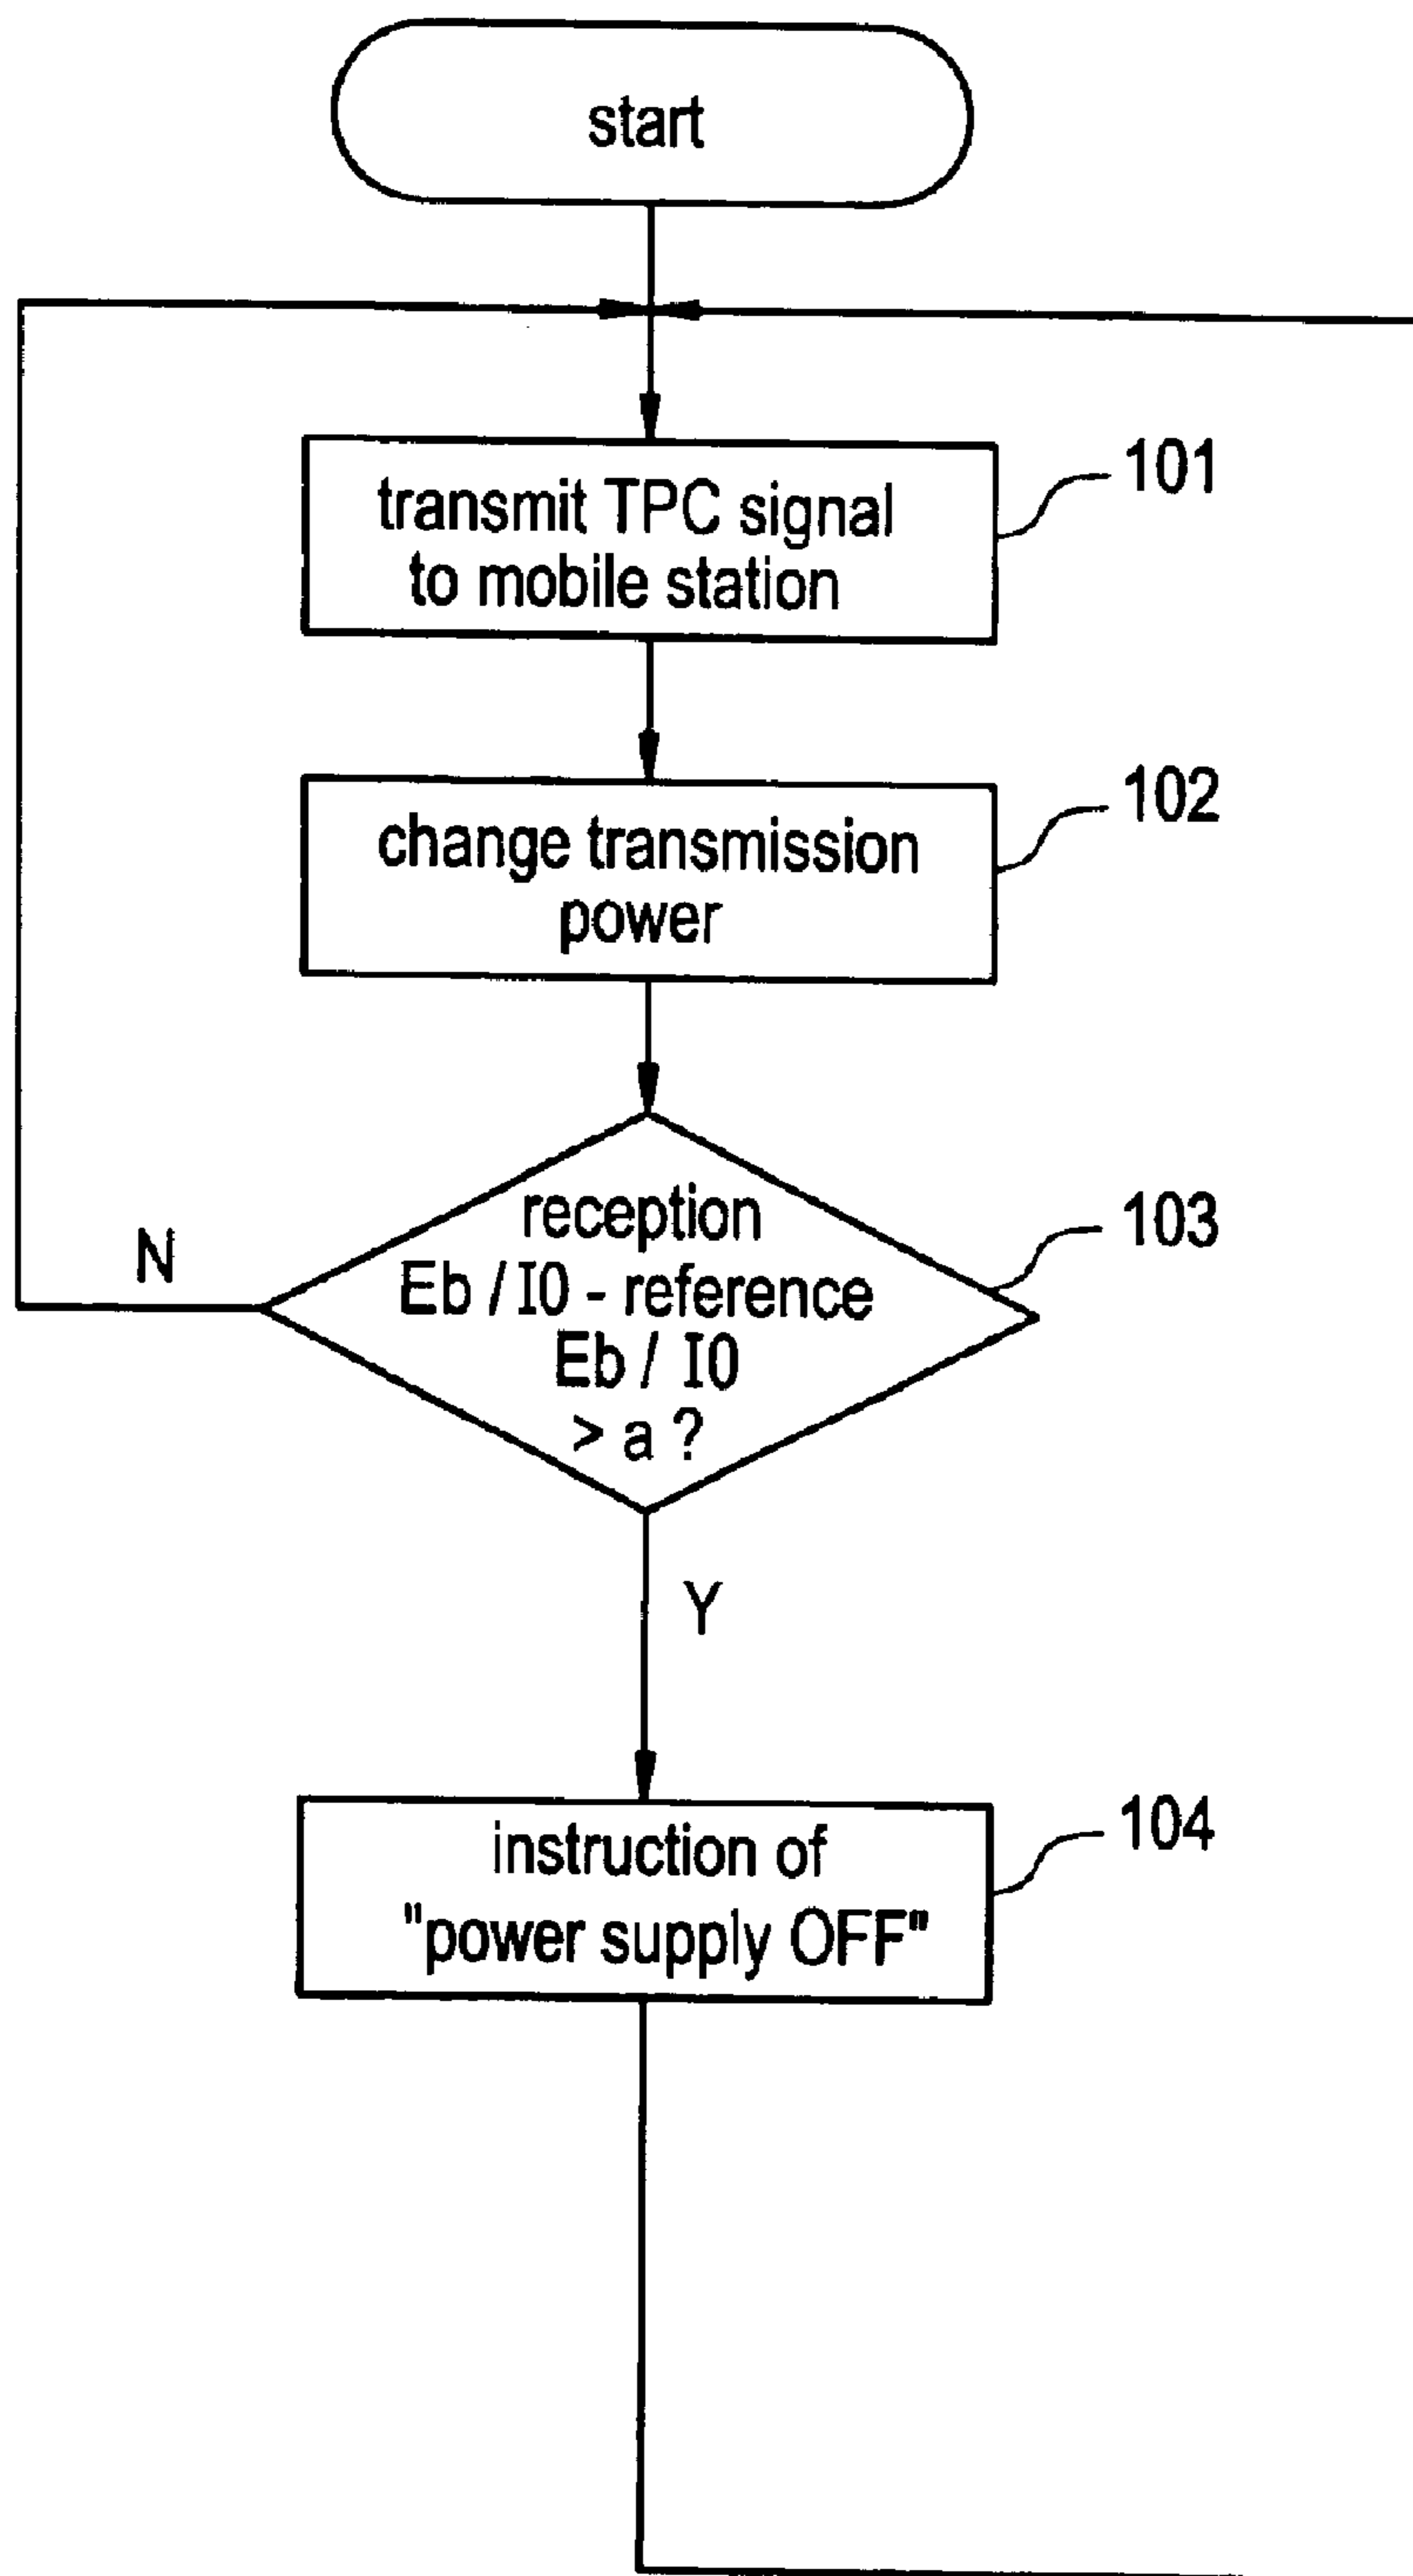 start
transmit TPC signal
to mobile station
101
change transmission
power
102
reception
Eb / I0 - reference
Eb / I0
> a ?
103
N
Y
instruction of
"power supply OFF"
104